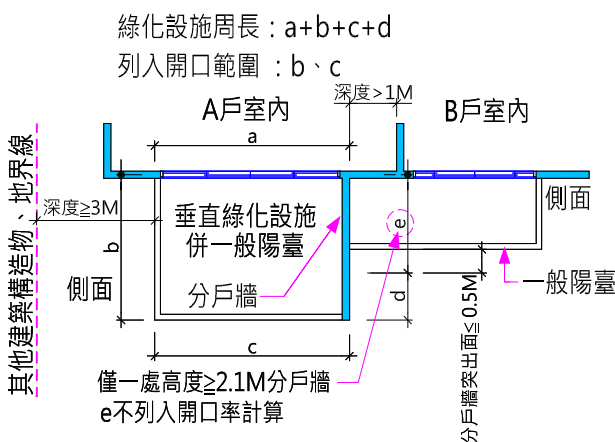 綠化設施周長：a+b+c+d
列入開口範圍 ：b、c
深度>1M
A戶室內
B戶室內
a
其他建築構造物、地界線
深度≧3M
b
垂直綠化設施
併一般陽臺
側面
e
側面
分戶牆
d
一般陽臺
分戶牆突出面≦0.5M
c
僅一處高度≧2.1M分戶牆
e不列入開口率計算